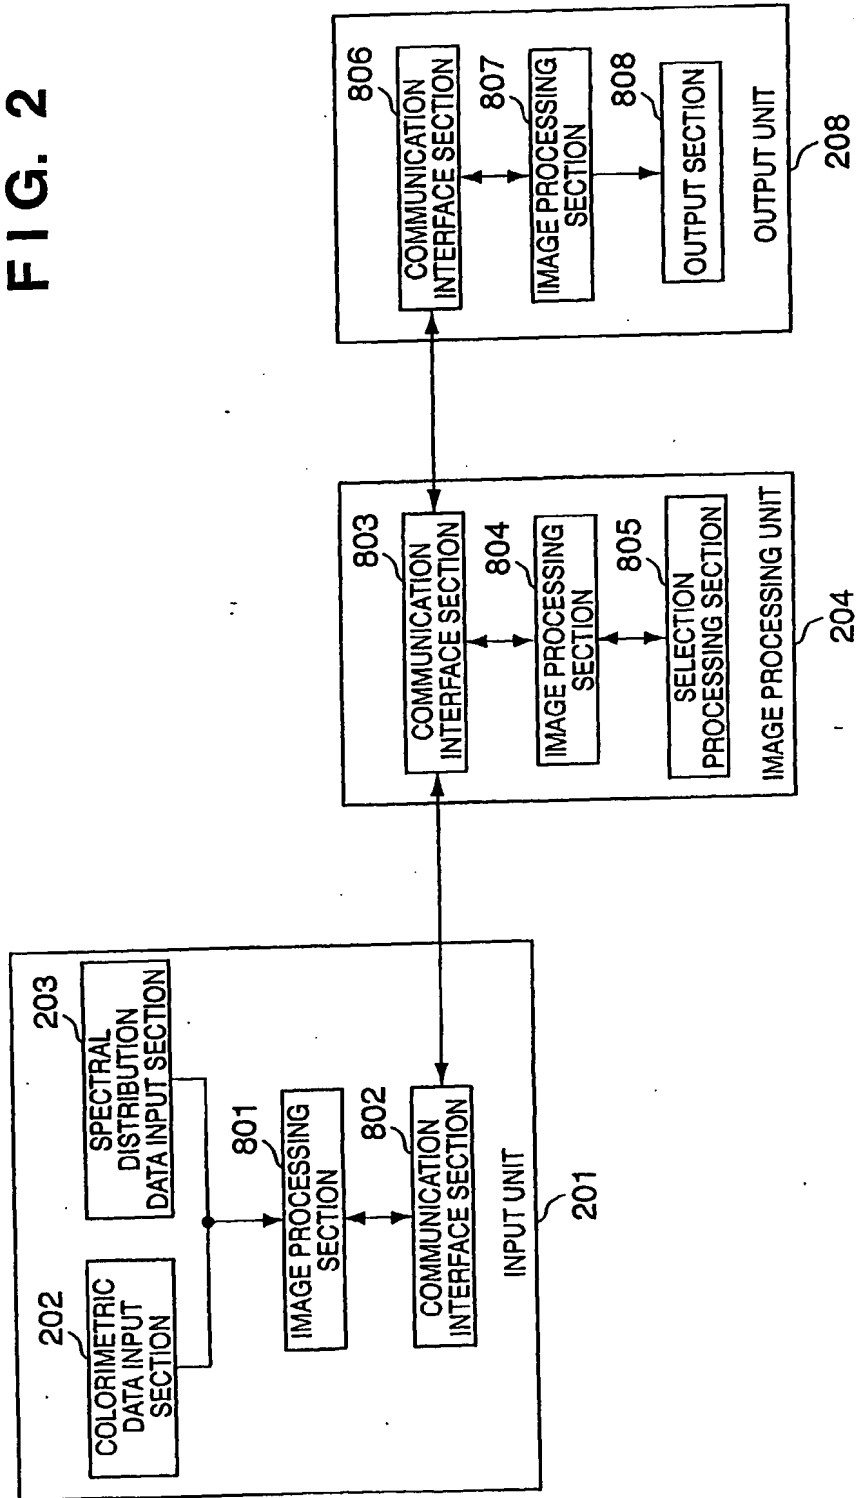 FIG. 2
202
COLORIMETRIC
DATA INPUT
SECTION
203
SPECTRAL
DISTRIBUTION
DATA INPUT SECTION
801
IMAGE PROCESSING
SECTION
802
COMMUNICATION
INTERFACE SECTION
INPUT UNIT
201
803
COMMUNICATION
INTERFACE SECTION
804
IMAGE PROCESSING
SECTION
805
SELECTION
PROCESSING SECTION
IMAGE PROCESSING UNIT
204
806
COMMUNICATION
INTERFACE SECTION
807
IMAGE PROCESSING
SECTION
808
OUTPUT SECTION
OUTPUT UNIT
208